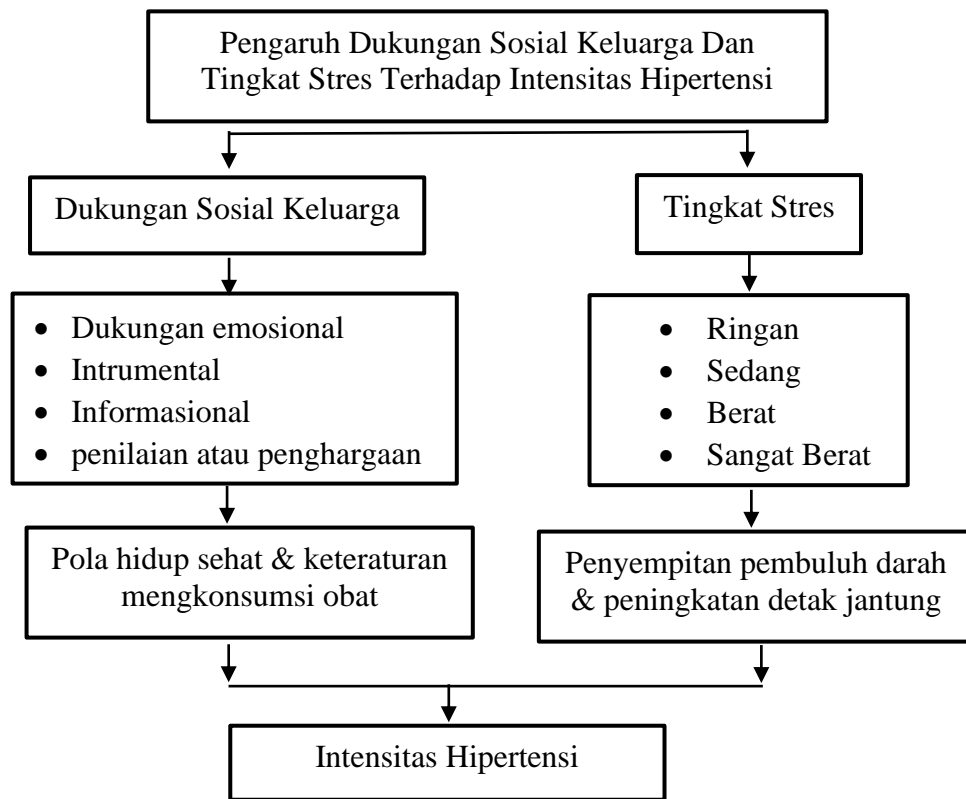 Pengaruh Dukungan Sosial Keluarga Dan
Tingkat Stres Terhadap Intensitas Hipertensi
Dukungan Sosial Keluarga
Tingkat Stres
• Dukungan emosional
• Intrumental
• Informasional
• penilaian atau penghargaan
• Ringan
• Sedang
• Berat
• Sangat Berat
Pola hidup sehat & keteraturan
mengkonsumsi obat
Penyempitan pembuluh darah
& peningkatan detak jantung
Intensitas Hipertensi